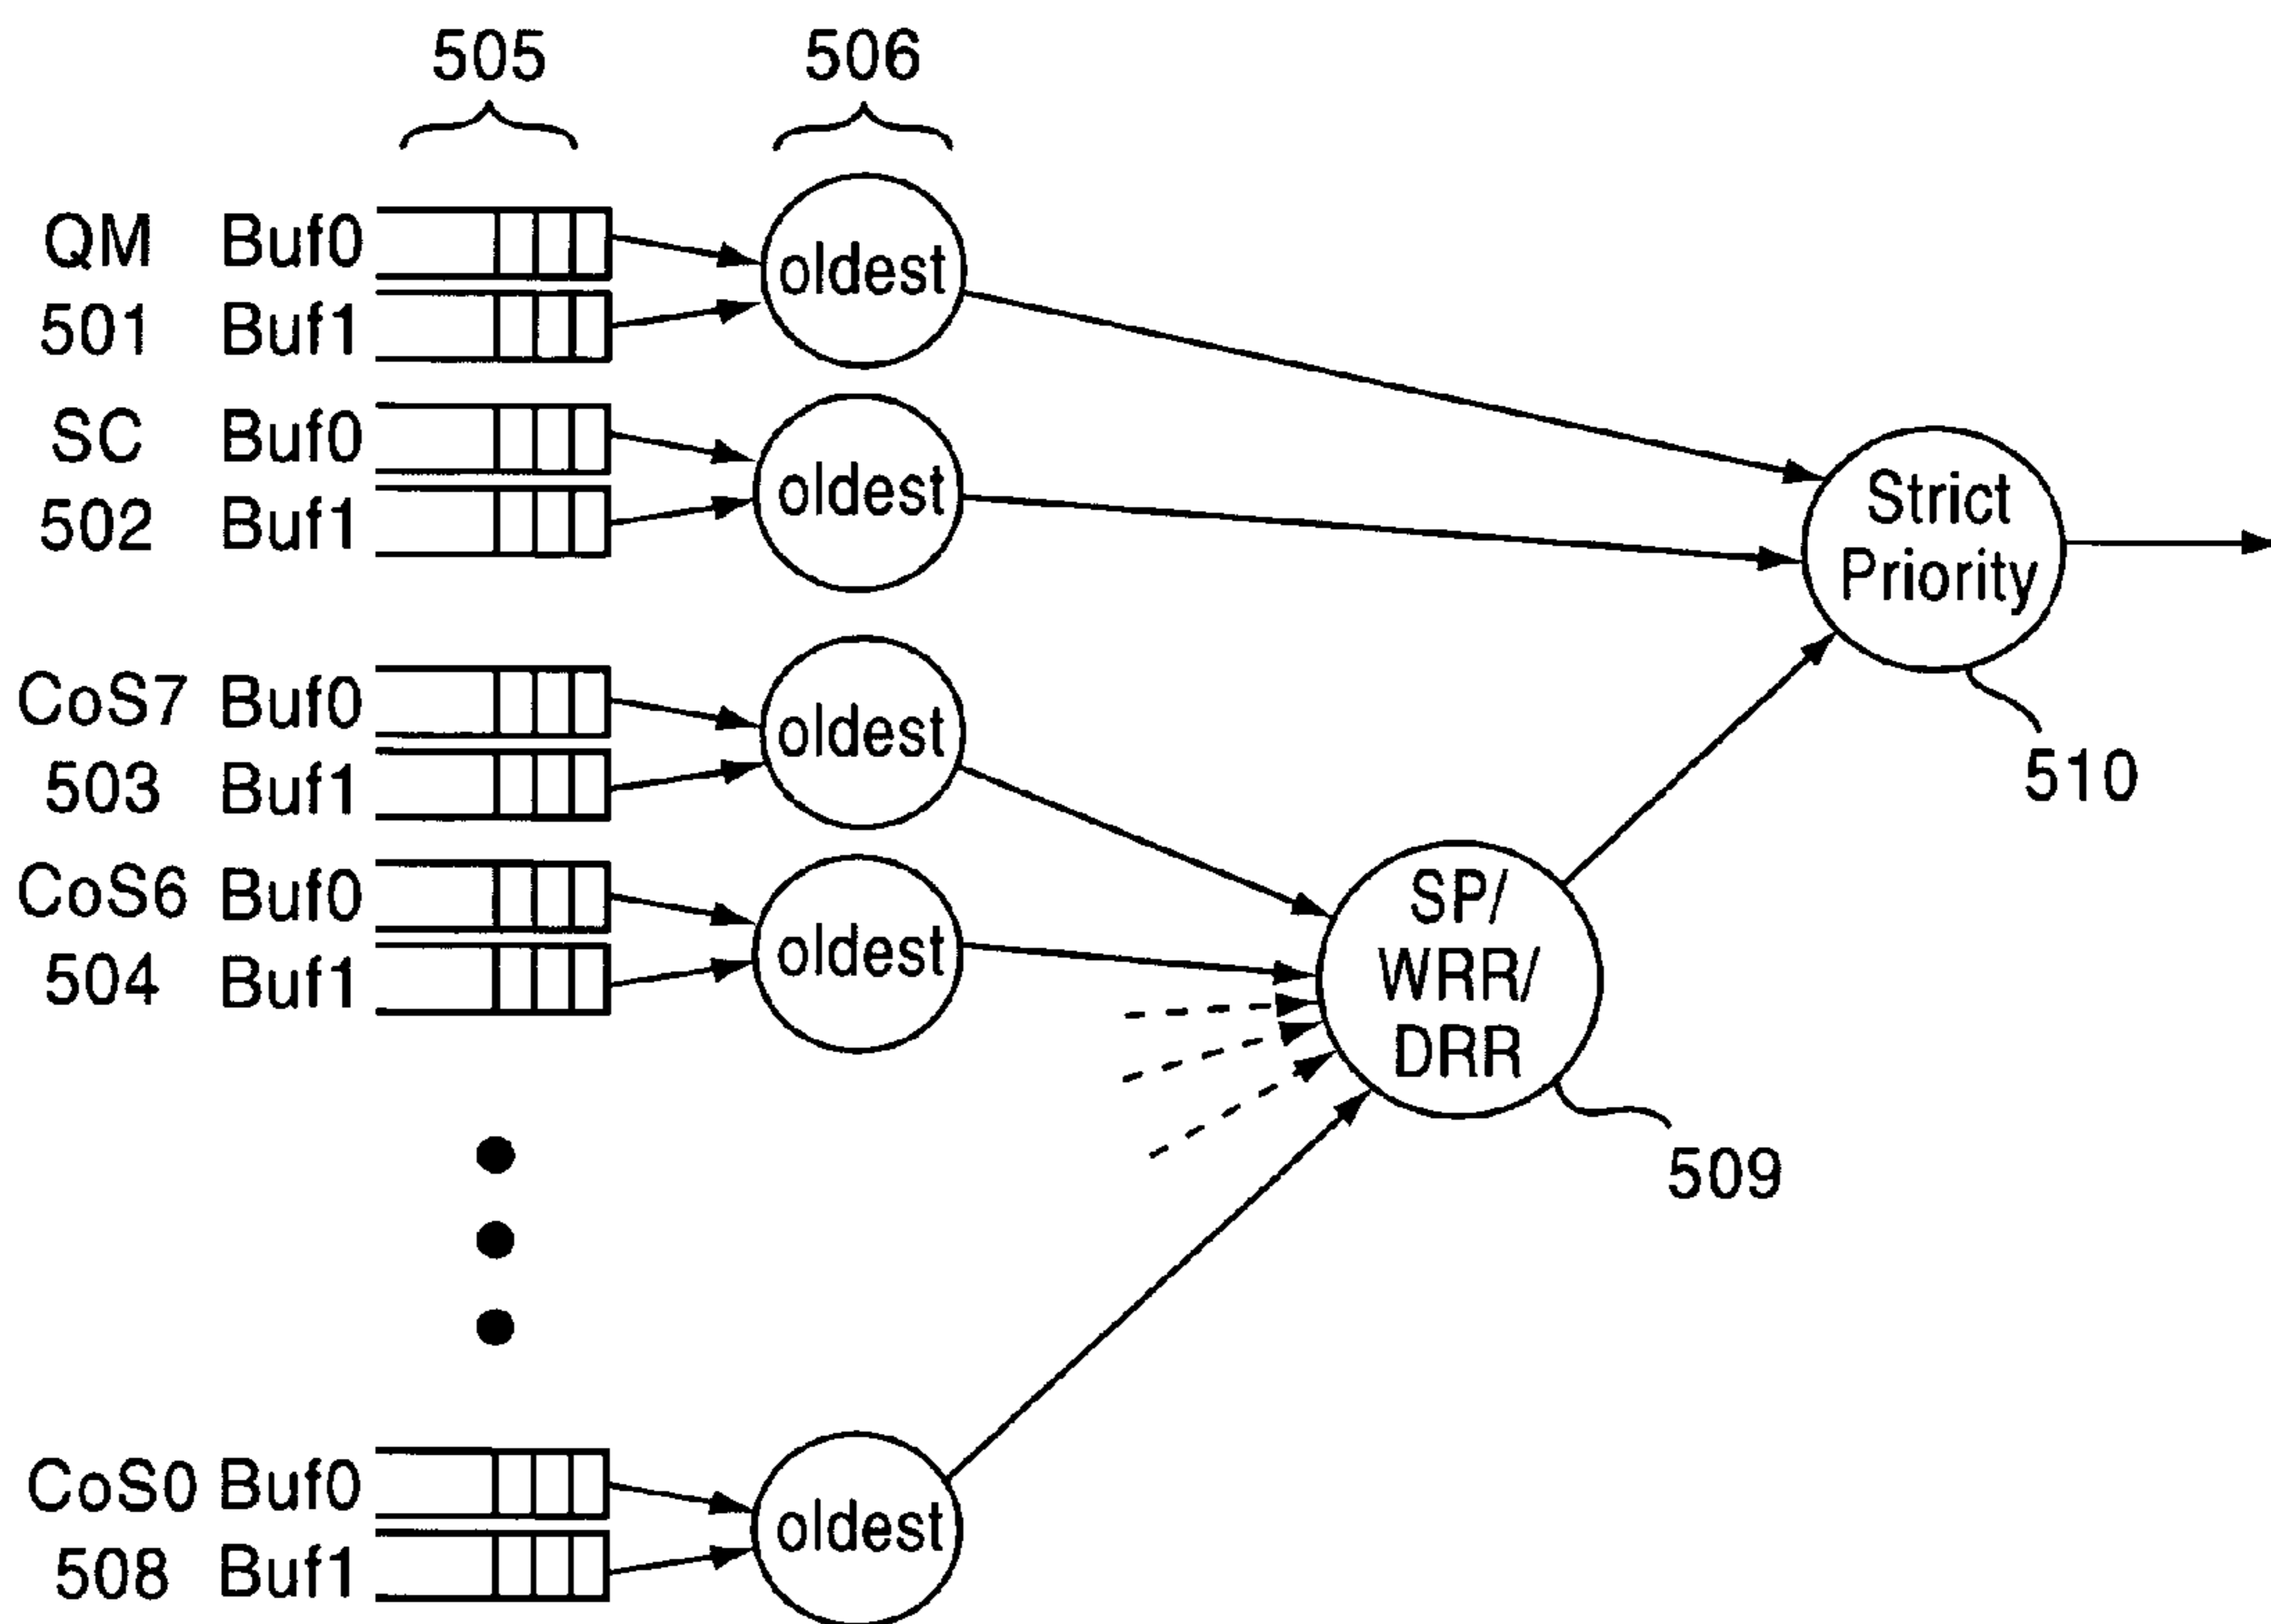 505 506
QM Buf0
501 Buf1
oldest
SC Buf0
502 Buf1
oldest
Strict
Priority
510
CoS7 Buf0
503 Buf1
oldest
CoS6 Buf0
504 Buf1
oldest
SP/
WRR/
DRR
509
CoS0 Buf0
508 Buf1
oldest